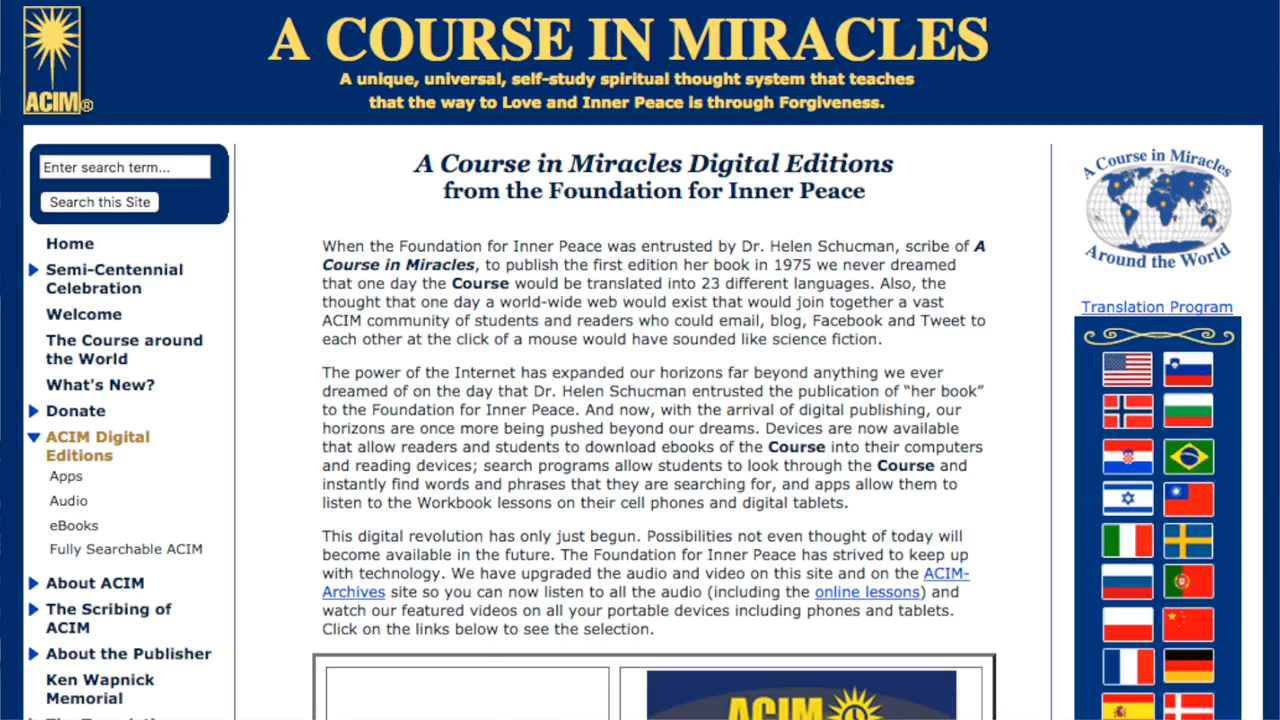 ACIM®
A COURSE IN MIRACLES
A unique, universal, self-study spiritual thought system that teaches
that the way to Love and Inner Peace is through Forgiveness.
Enter search term...
Search this Site
Home
Semi-Centennial
Celebration
Welcome
The Course around
the World
What's New?
Donate
ACIM Digital
Editions
Apps
Audio
eBooks
Fully Searchable ACIM
About ACIM
The Scribing of
ACIM
About the Publisher
Ken Wapnick
Memorial
A Course in Miracles Digital Editions
from the Foundation for Inner Peace
When the Foundation for Inner Peace was entrusted by Dr. Helen Schucman, scribe of A
Course in Miracles, to publish the first edition her book in 1975 we never dreamed
that one day the Course would be translated into 23 different languages. Also, the
thought that one day a world-wide web would exist that would join together a vast
ACIM community of students and readers who could email, blog, Facebook and Tweet to
each other at the click of a mouse would have sounded like science fiction.
The power of the Internet has expanded our horizons far beyond anything we ever
dreamed of on the day that Dr. Helen Schucman entrusted the publication of “her book”
to the Foundation for Inner Peace. And now, with the arrival of digital publishing, our
horizons are once more being pushed beyond our dreams. Devices are now available
that allow readers and students to download ebooks of the Course into their computers
and reading devices; search programs allow students to look through the Course and
instantly find words and phrases that they are searching for, and apps allow them to
listen to the Workbook lessons on their cell phones and digital tablets.
This digital revolution has only just begun. Possibilities not even thought of today will
become available in the future. The Foundation for Inner Peace has strived to keep up
with technology. We have upgraded the audio and video on this site and on the ACIM-
Archives site so you can now listen to all the audio (including the online lessons) and
watch our featured videos on all your portable devices including phones and tablets.
Click on the links below to see the selection.
ACIM
A Course in Miracles
Around the World
Translation Program